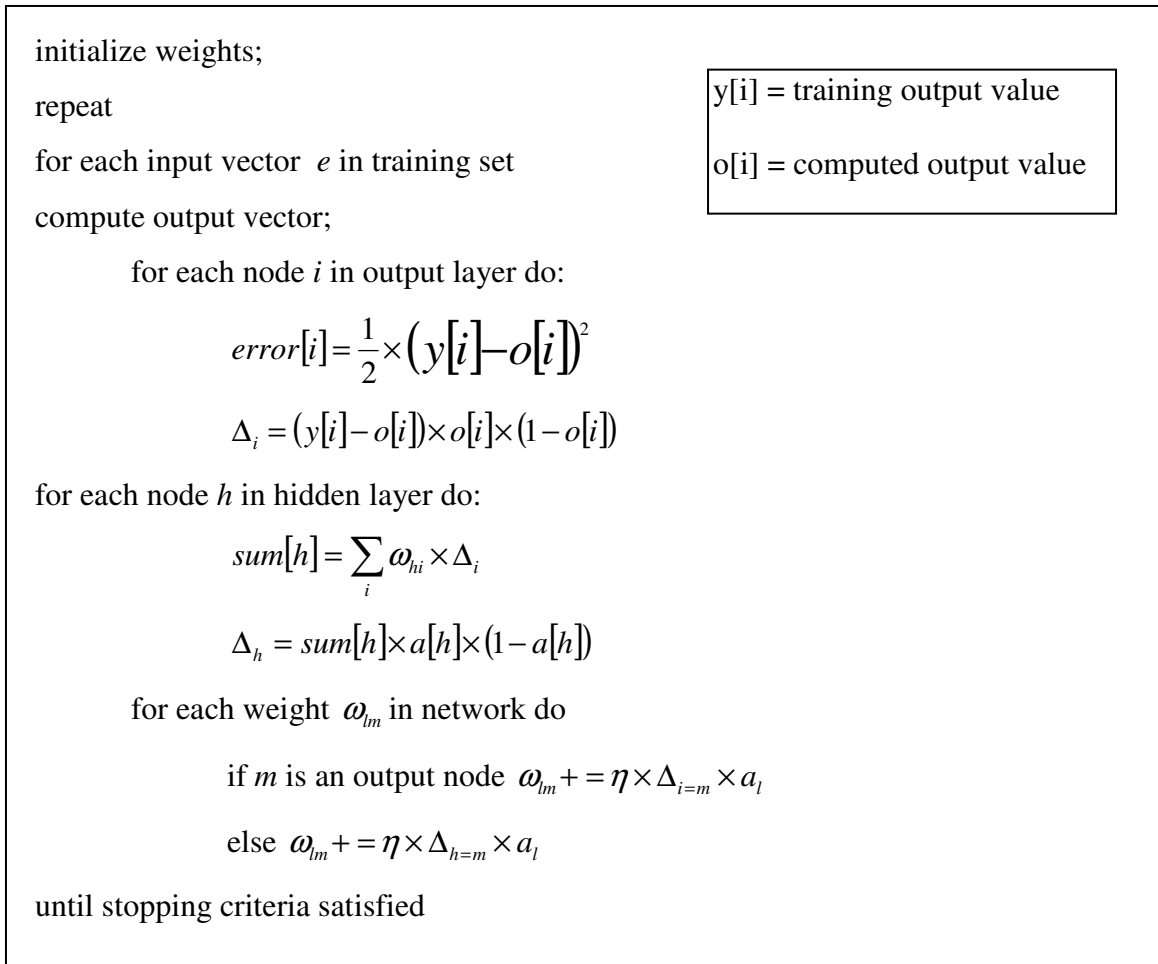 initialize weights;
repeat
y[i] = training output value
for each input vector e in training set
o[i] = computed output value
compute output vector;
for each node i in output layer do:
error[i] = 1/2 × (y[i] − o[i])²
Δᵢ = (y[i] − o[i]) × o[i] × (1 − o[i])
for each node h in hidden layer do:
sum[h] = ∑ᵢ ω_hi × Δᵢ
Δ_h = sum[h] × a[h] × (1 − a[h])
for each weight ω_lm in network do
if m is an output node ω_lm + = η × Δ_i=m × a_l
else ω_lm + = η × Δ_h=m × a_l
until stopping criteria satisfied